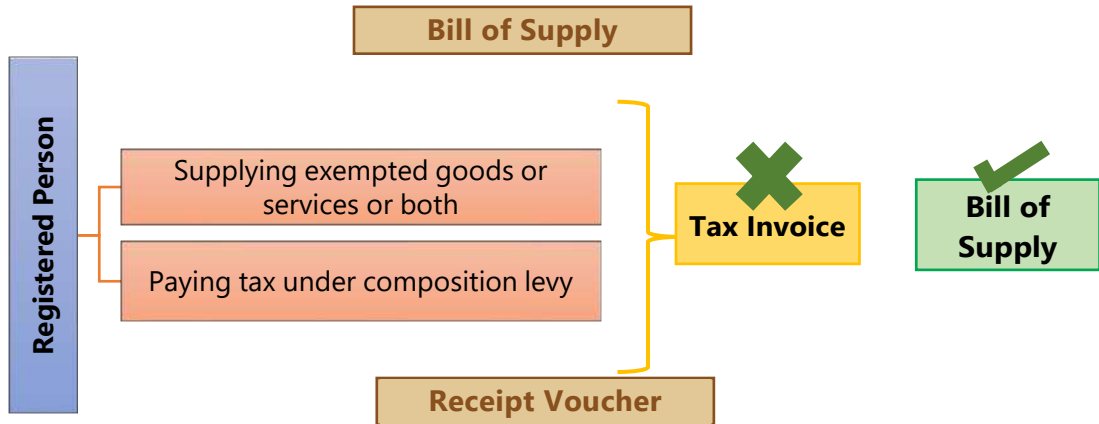 Bill of Supply
Registered Person
Supplying exempted goods or
services or both
Paying tax under composition levy
Tax Invoice
Bill of
Supply
Receipt Voucher